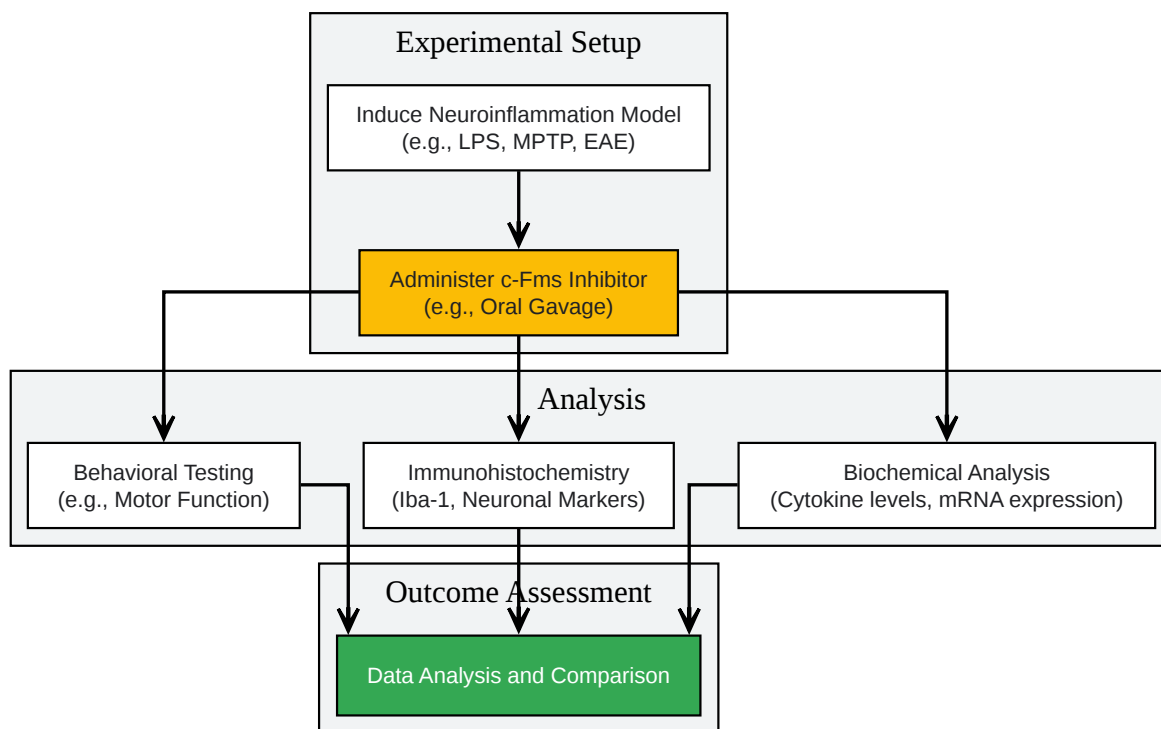 Experimental Setup
Induce Neuroinflammation Model
(e.g., LPS, MPTP, EAE)
Administer c-Fms Inhibitor
(e.g., Oral Gavage)
Analysis
Behavioral Testing
(e.g., Motor Function)
Immunohistochemistry
(Iba-1, Neuronal Markers)
Biochemical Analysis
(Cytokine levels, mRNA expression)
Outcome Assessment
Data Analysis and Comparison